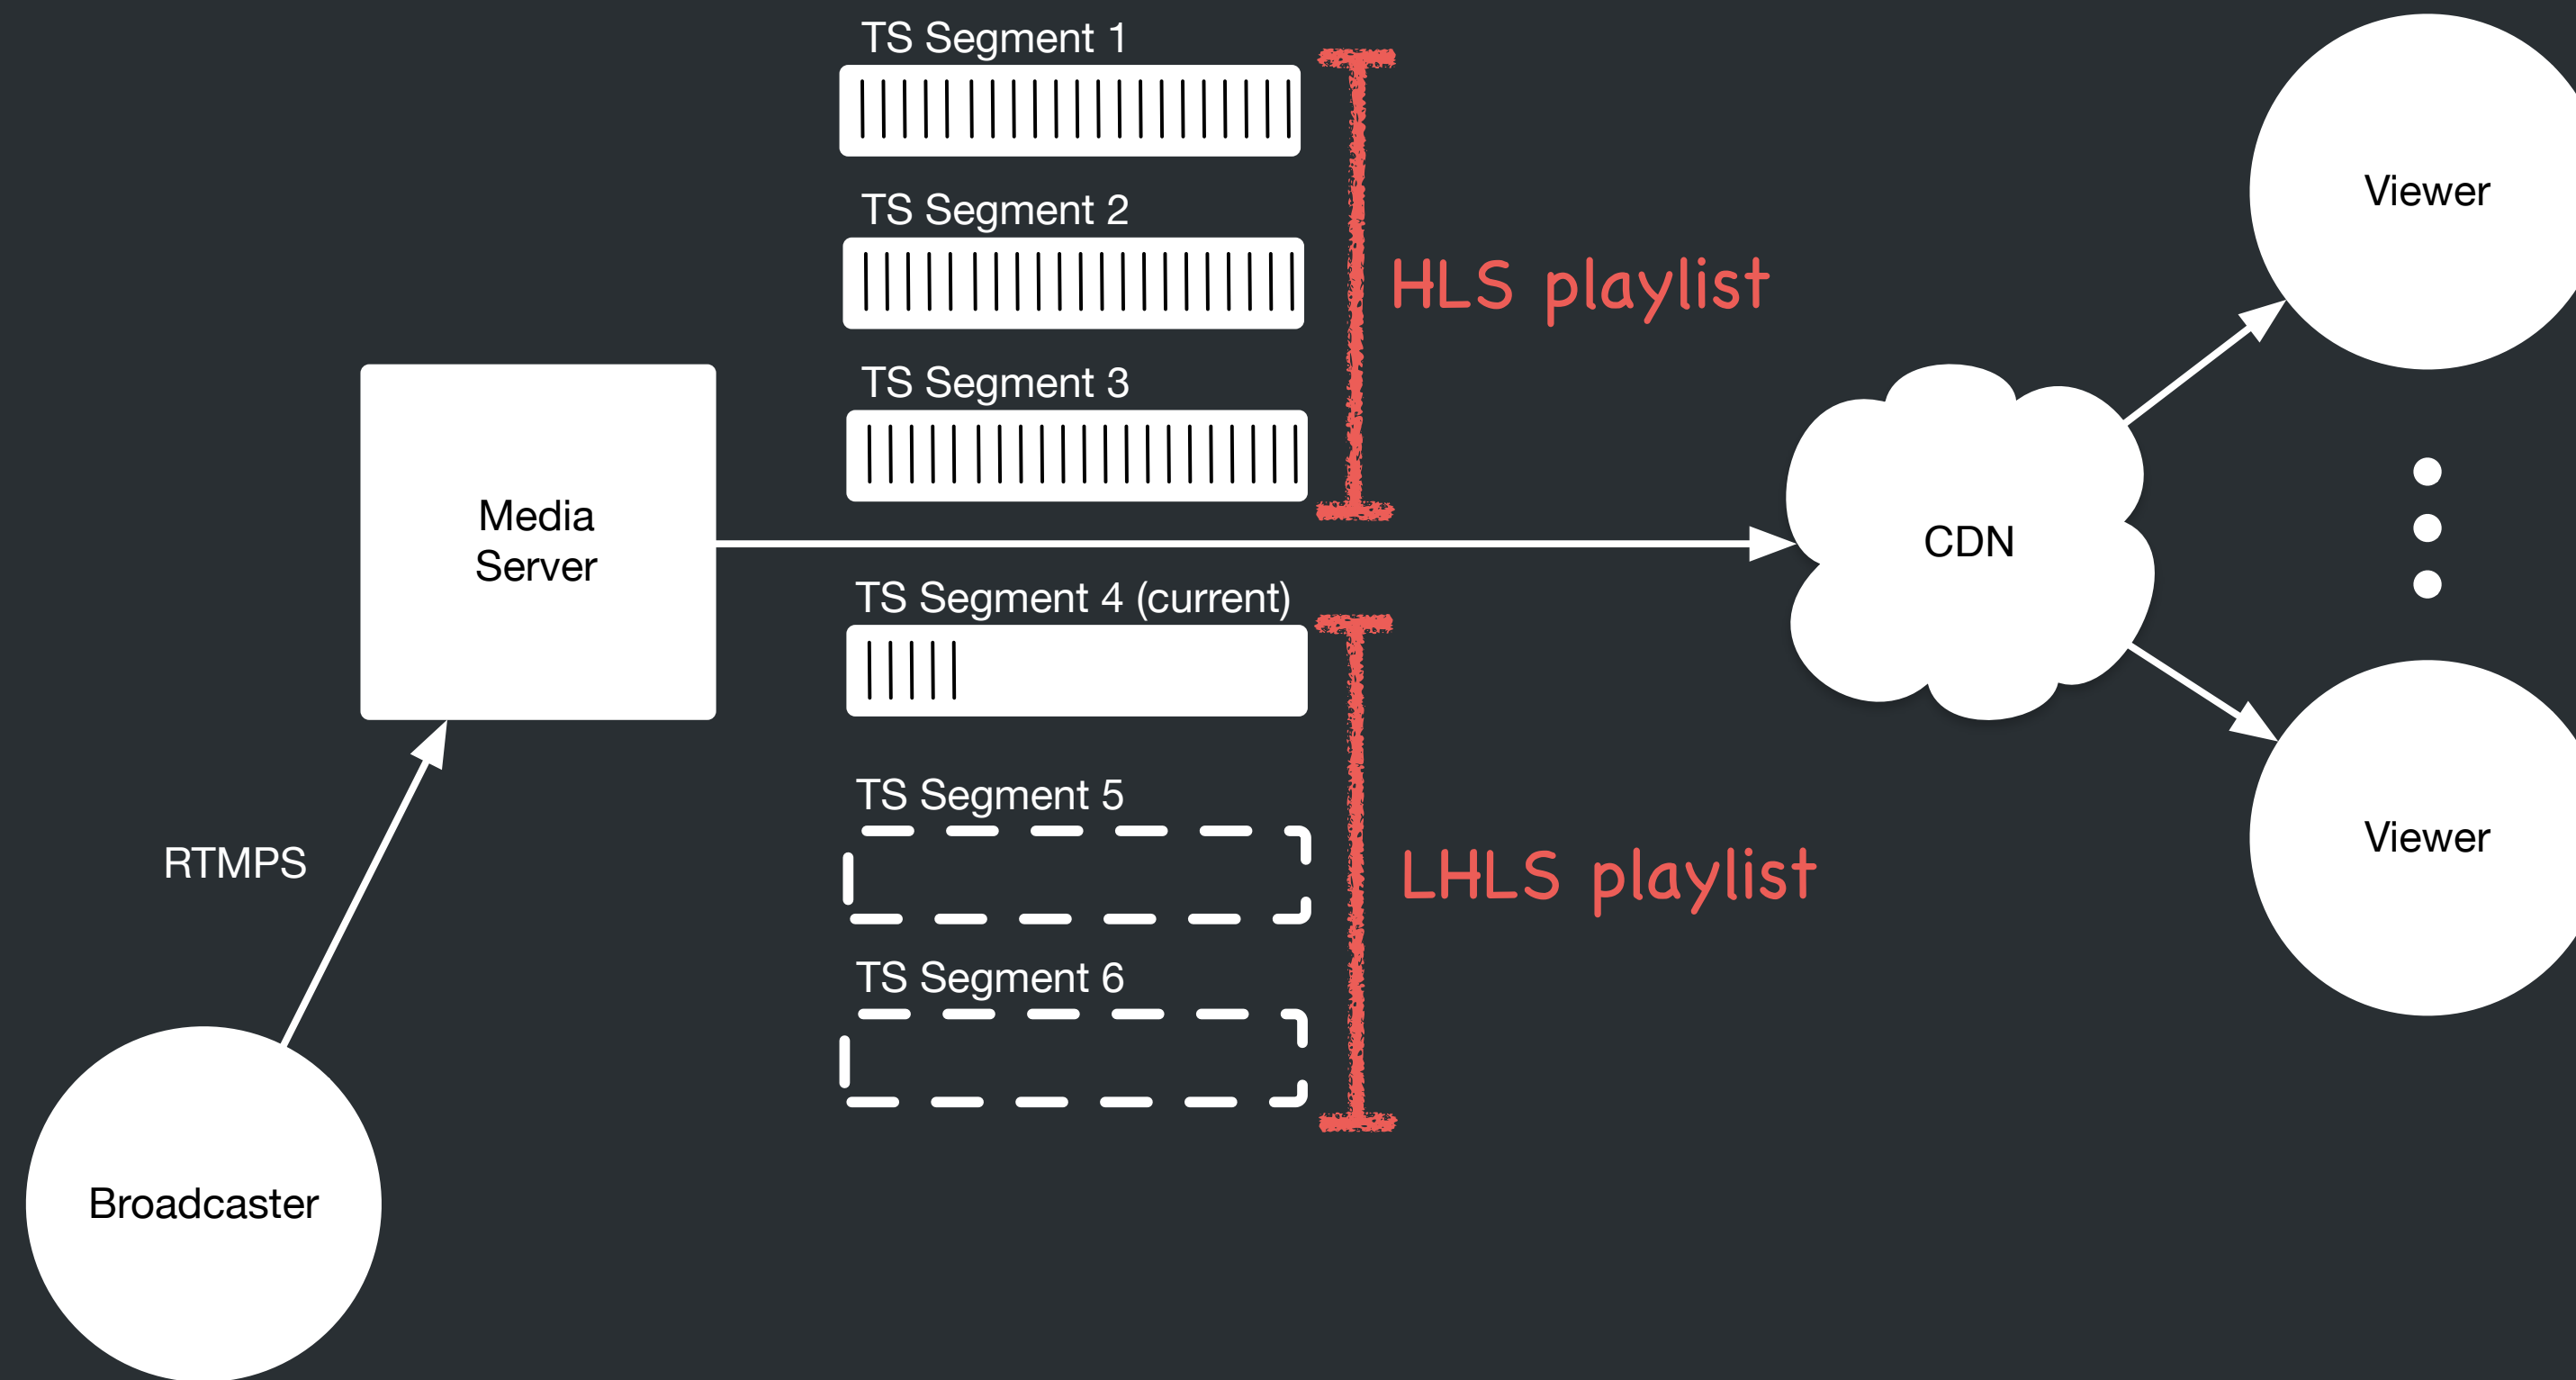 TS Segment 1
TS Segment 2
TS Segment 3
HLS playlist
Media
Server
TS Segment 4 (current)
TS Segment 5
TS Segment 6
LHLS playlist
RTMPS
Broadcaster
CDN
Viewer
Viewer